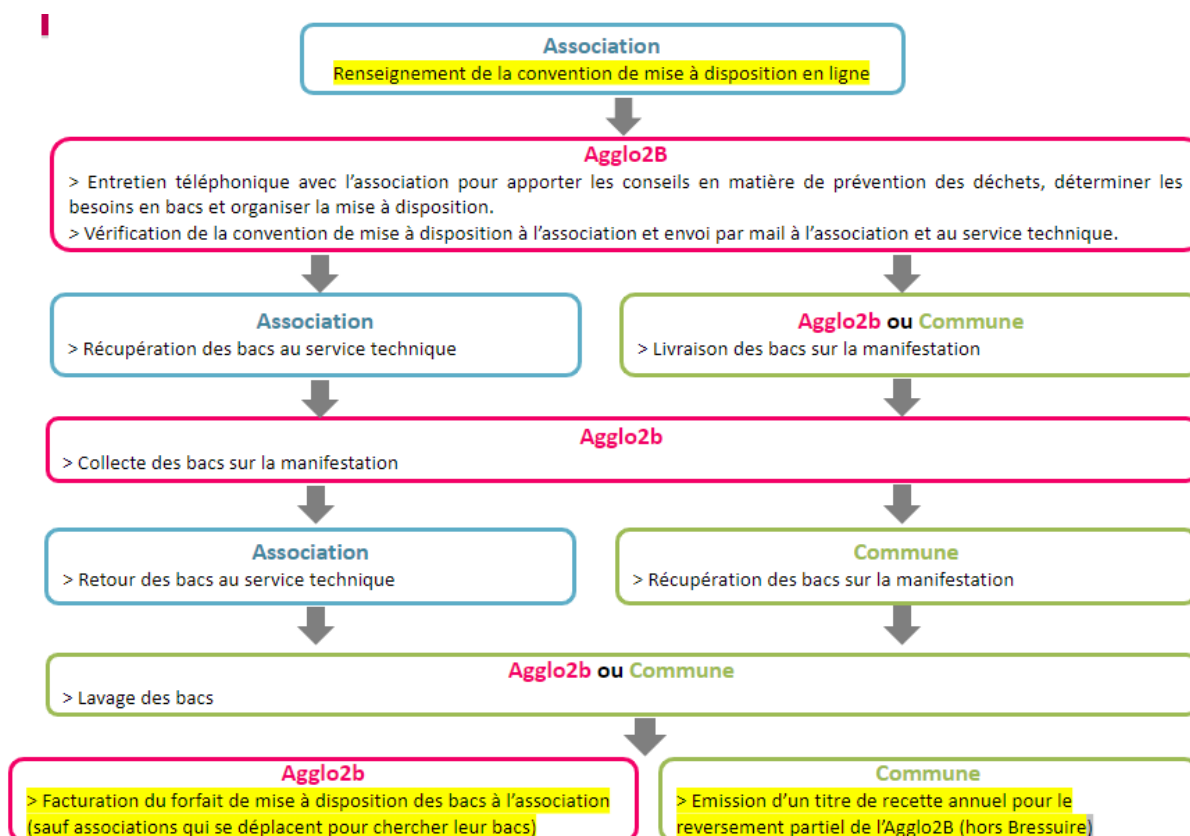 Association
Renseignement de la convention de mise à disposition en ligne
Agglo2B
> Entretien téléphonique avec l’association pour apporter les conseils en matière de prévention des déchets, déterminer les
besoins en bacs et organiser la mise à disposition.
> Vérification de la convention de mise à disposition à l’association et envoi par mail à l’association et au service technique.
Association
> Récupération des bacs au service technique
Agglo2b ou Commune
> Livraison des bacs sur la manifestation
Agglo2b
> Collecte des bacs sur la manifestation
Association
> Retour des bacs au service technique
Commune
> Récupération des bacs sur la manifestation
Agglo2b ou Commune
> Lavage des bacs
Agglo2b
> Facturation du forfait de mise à disposition des bacs à l’association
(sauf associations qui se déplacent pour chercher leur bacs)
Commune
> Emission d’un titre de recette annuel pour le
reversement partiel de l’Agglo2B (hors Bressuire)